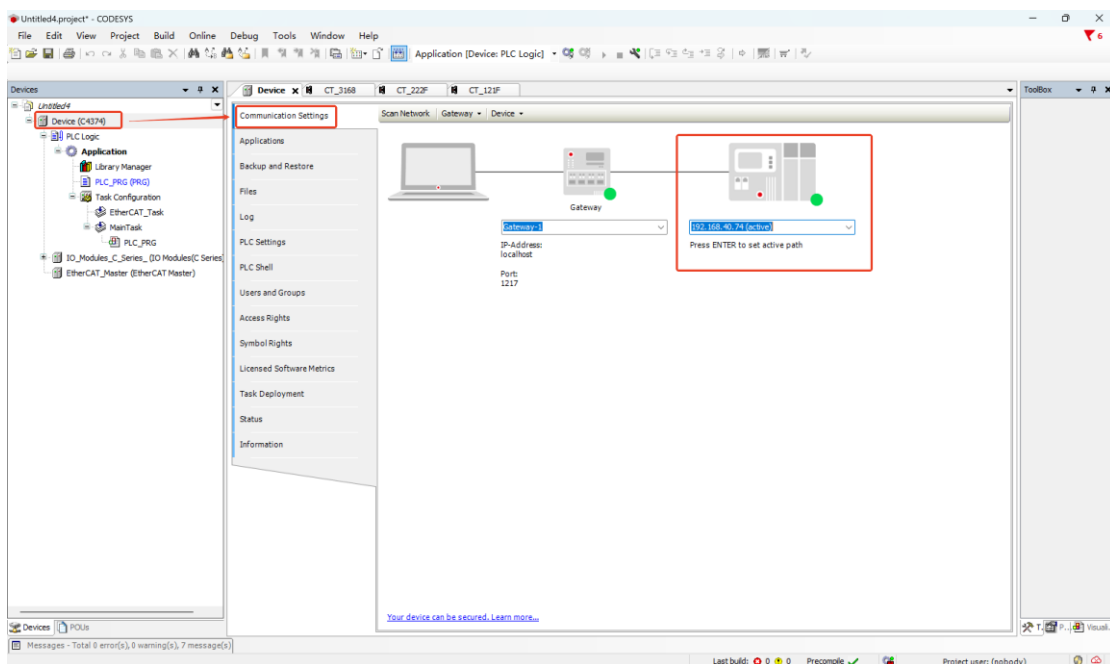 Untitled4.project* - CODESYS
File Edit View Project Build Online Debug Tools Window Help
6
Application [Device: PLC Logic]
Devices
Device CT_3168 CT_222F CT_121F
ToolBox
Untitled4
Device (C4374)
PLC Logic
Application
Library Manager
PLC_PRG (PRG)
Task Configuration
EtherCAT_Task
MainTask
PLC_PRG
IO_Modules_C_Series_ (IO Modules(C Series
EtherCAT_Master (EtherCAT Master)
Communication Settings
Applications
Backup and Restore
Files
Log
PLC Settings
PLC Shell
Users and Groups
Access Rights
Symbol Rights
Licensed Software Metrics
Task Deployment
Status
Information
Scan Network Gateway Device
Gateway
Gateway-1
192.168.40.74 (active)
IP-Address:
localhost
Press ENTER to set active path
Port:
1217
Your device can be secured. Learn more...
Devices POUs
T. P... Visuali.
Messages - Total 0 error(s), 0 warning(s), 7 message(s)
Last build: 0 0 Precompile Project user: (nobody)